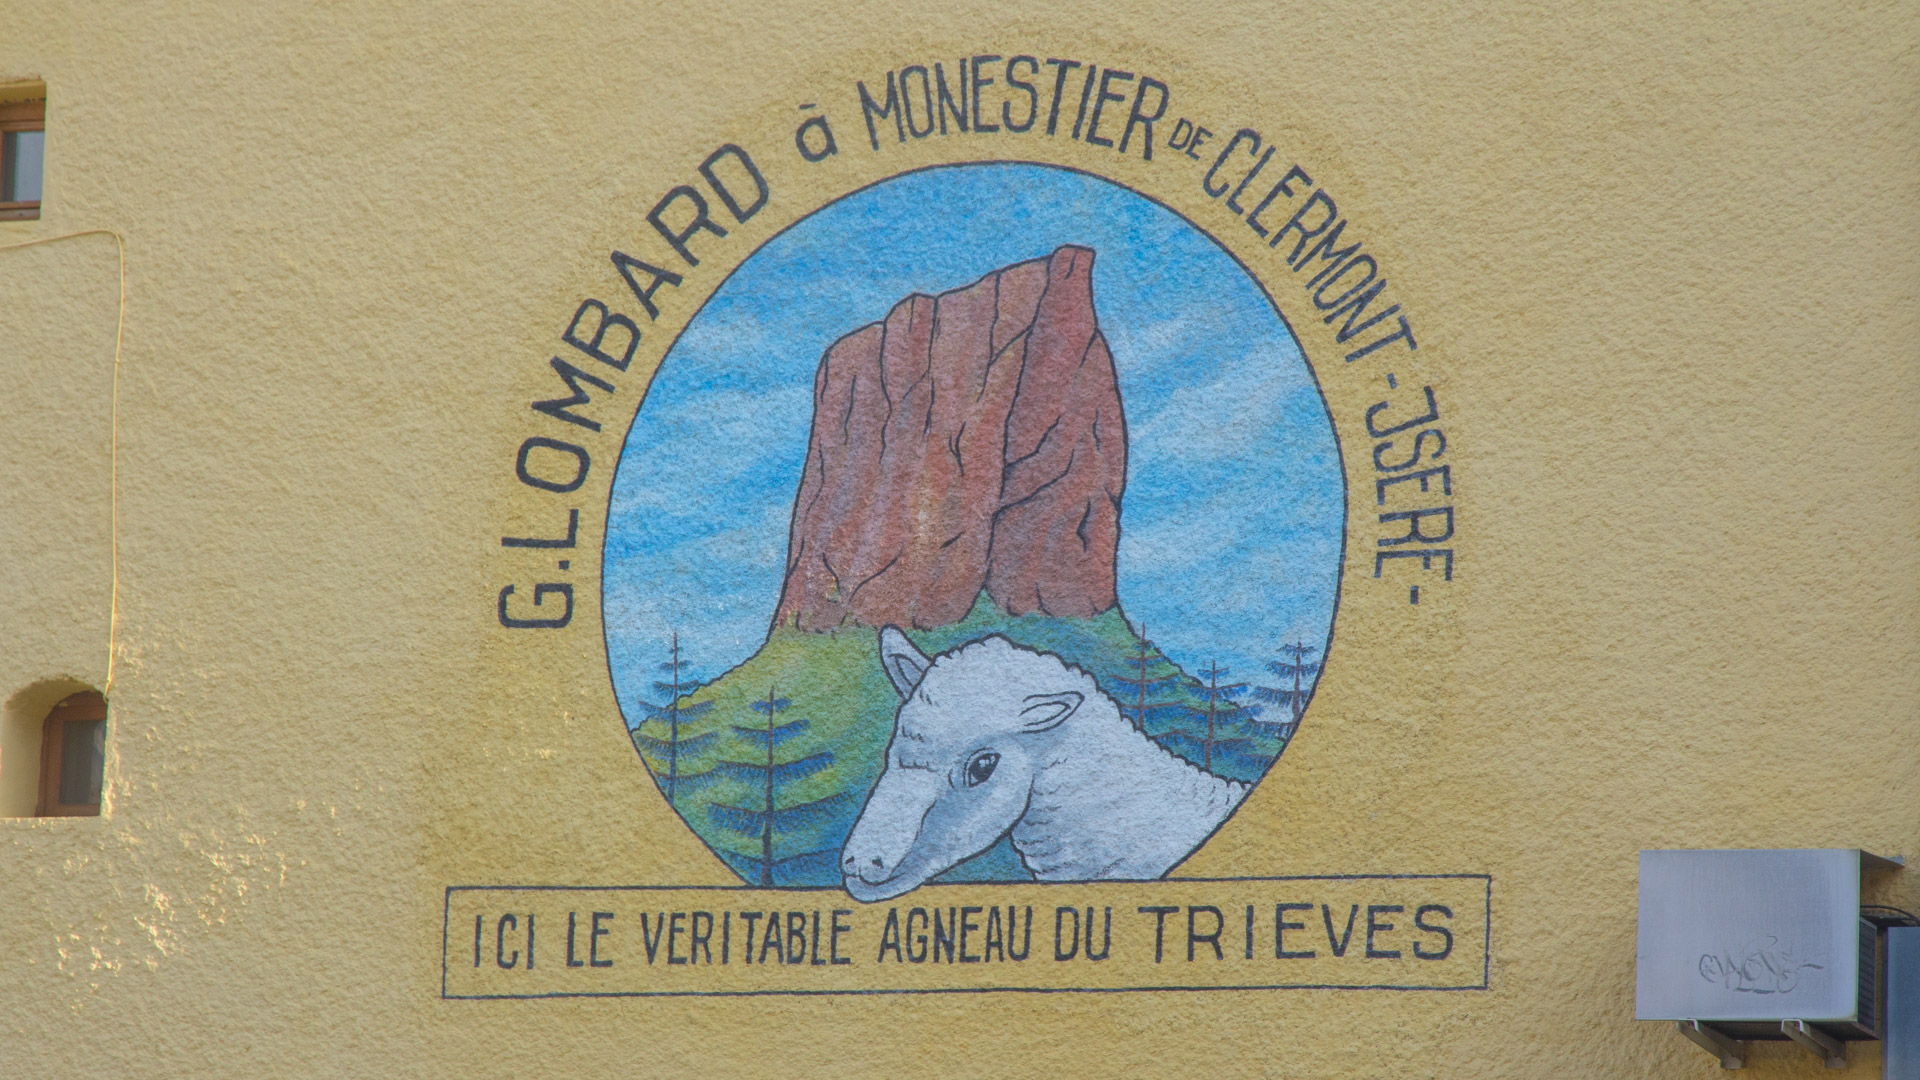 G. LOMBARD à MONESTIER DE CLERMONT - ISERE -
ICI LE VERITABLE AGNEAU DU TRIEVES